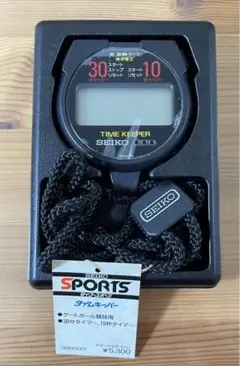 30 スタート ストップ リセット
スタート リセット 10
TIME KEEPER
SEIKO
SEIKO
SEIKO
SPORTS
タイムキーパー
●ゲートボール競技用
●30分タイマー、10秒タイマー
¥5,300